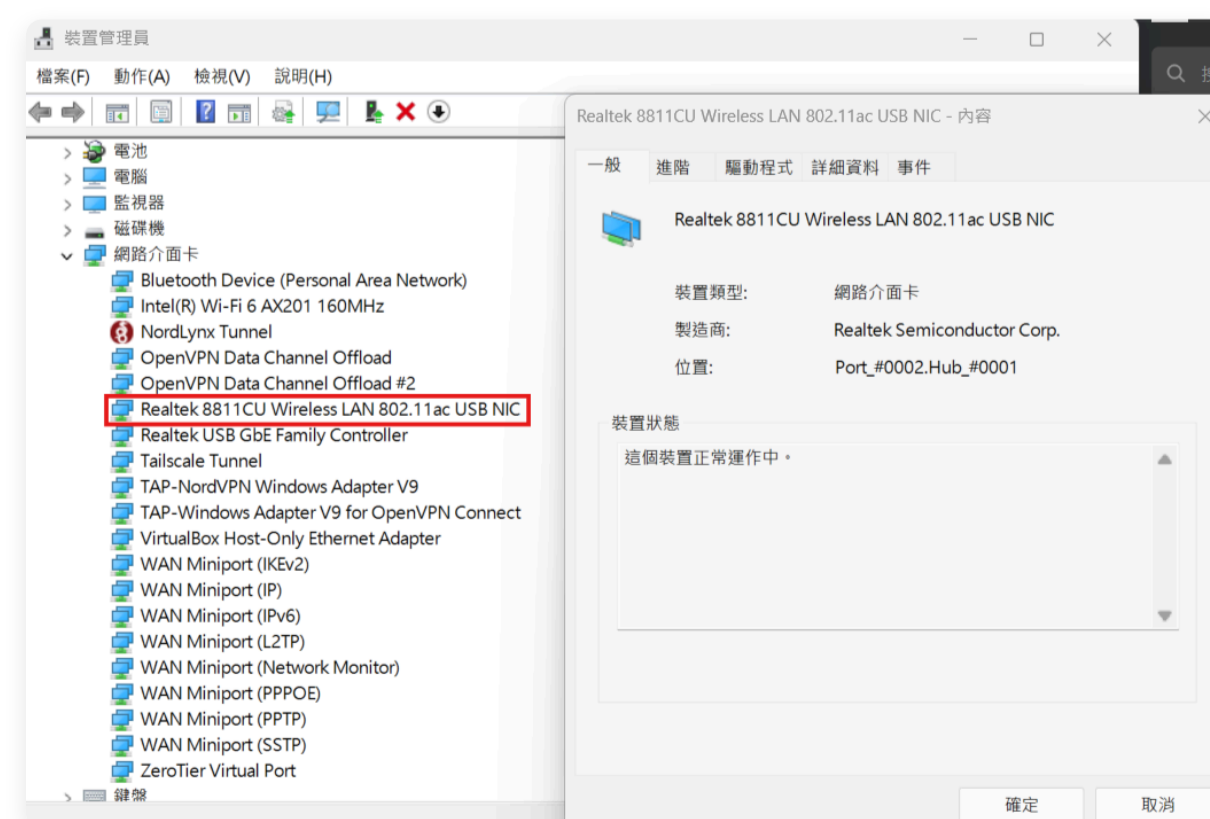 裝置管理員
檔案(F) 動作(A) 檢視(V) 說明(H)
電池
電腦
監視器
磁碟機
網路介面卡
Bluetooth Device (Personal Area Network)
Intel(R) Wi-Fi 6 AX201 160MHz
NordLynx Tunnel
OpenVPN Data Channel Offload
OpenVPN Data Channel Offload #2
Realtek 8811CU Wireless LAN 802.11ac USB NIC
Realtek USB GbE Family Controller
Tailscale Tunnel
TAP-NordVPN Windows Adapter V9
TAP-Windows Adapter V9 for OpenVPN Connect
VirtualBox Host-Only Ethernet Adapter
WAN Miniport (IKEv2)
WAN Miniport (IP)
WAN Miniport (IPv6)
WAN Miniport (L2TP)
WAN Miniport (Network Monitor)
WAN Miniport (PPPOE)
WAN Miniport (PPTP)
WAN Miniport (SSTP)
ZeroTier Virtual Port
鍵盤
Realtek 8811CU Wireless LAN 802.11ac USB NIC - 內容
一般 進階 驅動程式 詳細資料 事件
Realtek 8811CU Wireless LAN 802.11ac USB NIC
裝置類型: 網路介面卡
製造商: Realtek Semiconductor Corp.
位置: Port_#0002.Hub_#0001
裝置狀態
這個裝置正常運作中。
確定 取消